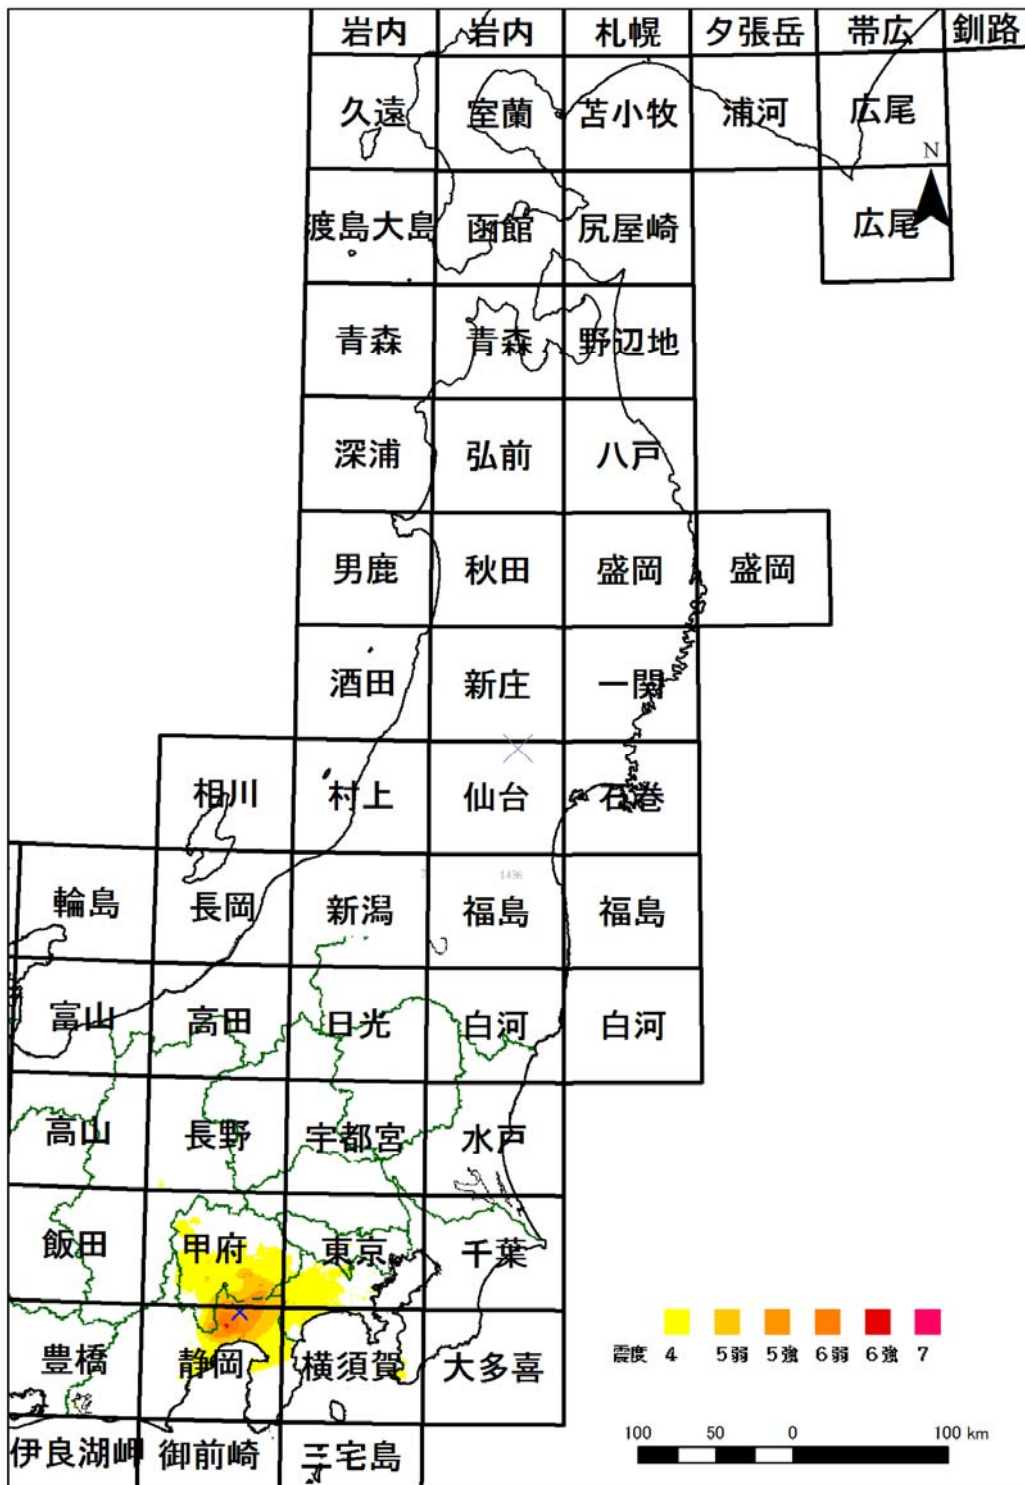 岩内 岩内 札幌 夕張岳 帯広 釧路
久遠 室蘭 苫小牧 浦河 広尾
N
渡島大島 函館 尻屋崎 広尾
青森 青森 野辺地
深浦 弘前 八戸
男鹿 秋田 盛岡 盛岡
酒田 新庄 一関
相川 村上 仙台 石巻
1496
輪島 長岡 新潟 福島 福島
富山 高田 日光 白河 白河
高山 長野 宇都宮 水戸
飯田 甲府 東京 千葉
豊橋 静岡 横須賀 大多喜
震度 4 5弱 5強 6弱 6強 7
100 50 0 100 km
伊良湖岬 御前崎 三宅島